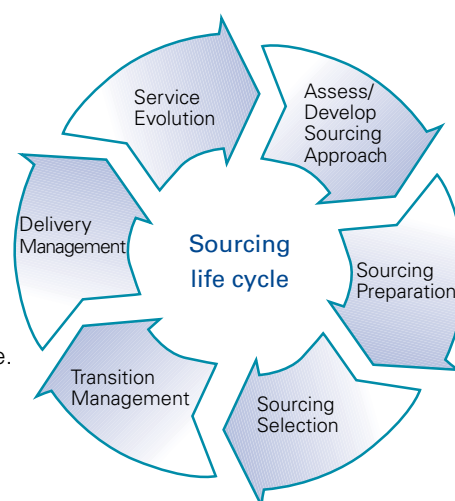 Service
Evolution
Assess/
Develop
Sourcing
Approach
Delivery
Management
Sourcing
life cycle
Sourcing
Preparation
e.
Transition
Management
Sourcing
Selection